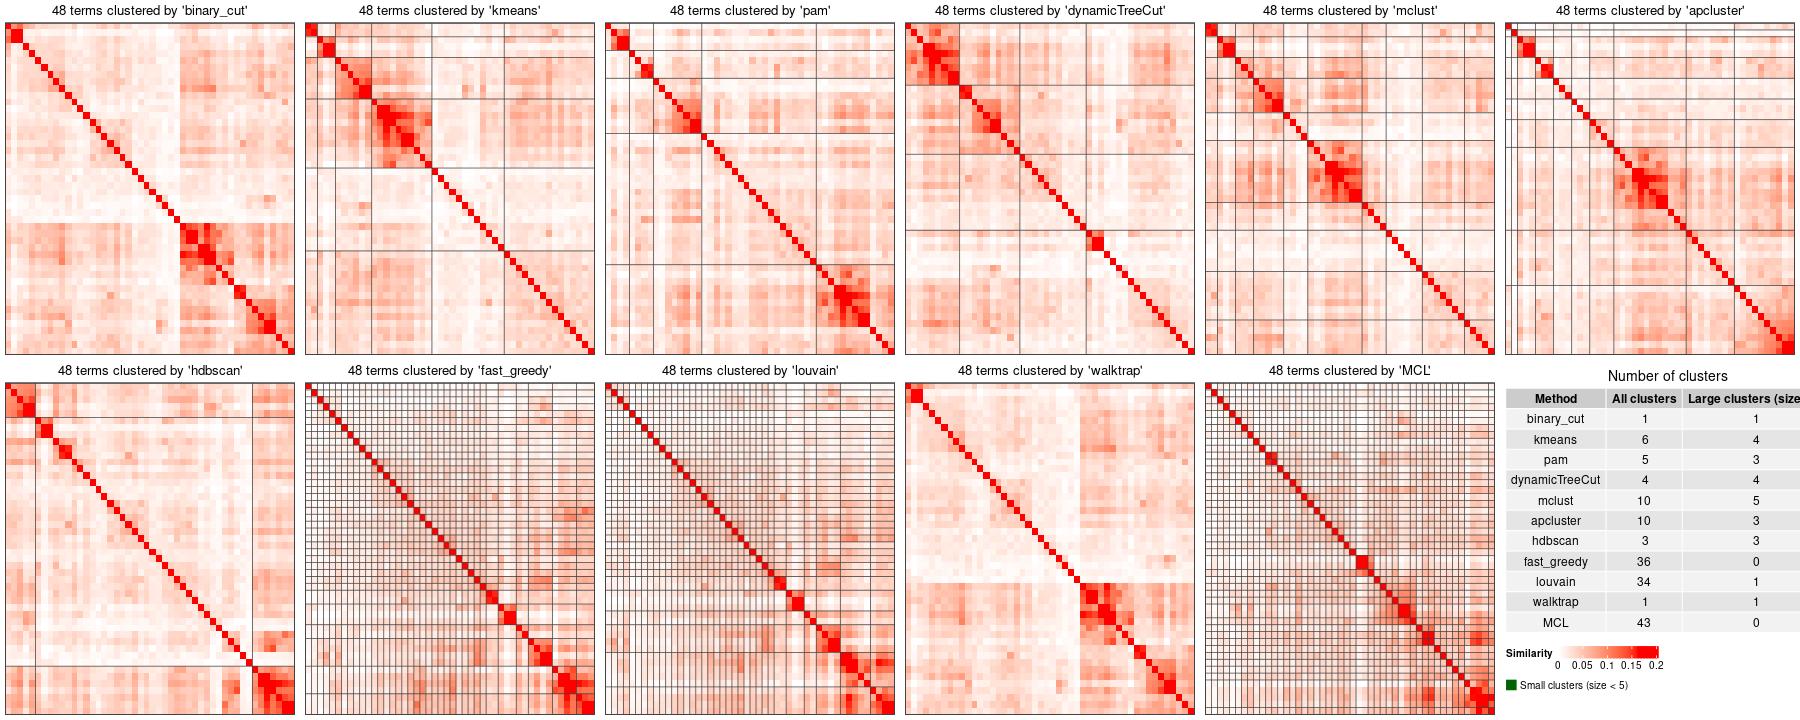 48 terms clustered by 'binary_cut'
48 terms clustered by 'kmeans'
48 terms clustered by 'pam'
48 terms clustered by 'dynamicTreeCut'
48 terms clustered by 'mclust'
48 terms clustered by 'apcluster'
48 terms clustered by 'hdbscan'
48 terms clustered by 'fast_greedy'
48 terms clustered by 'louvain'
48 terms clustered by 'walktrap'
48 terms clustered by 'MCL'
Number of clusters
Method All clusters Large clusters (size
binary_cut 1 1
kmeans 6 4
pam 5 3
dynamicTreeCut 4 4
mclust 10 5
apcluster 10 3
hdbscan 3 3
fast_greedy 36 0
louvain 34 1
walktrap 1 1
MCL 43 0
Similarity
0 0.05 0.1 0.15 0.2
Small clusters (size < 5)